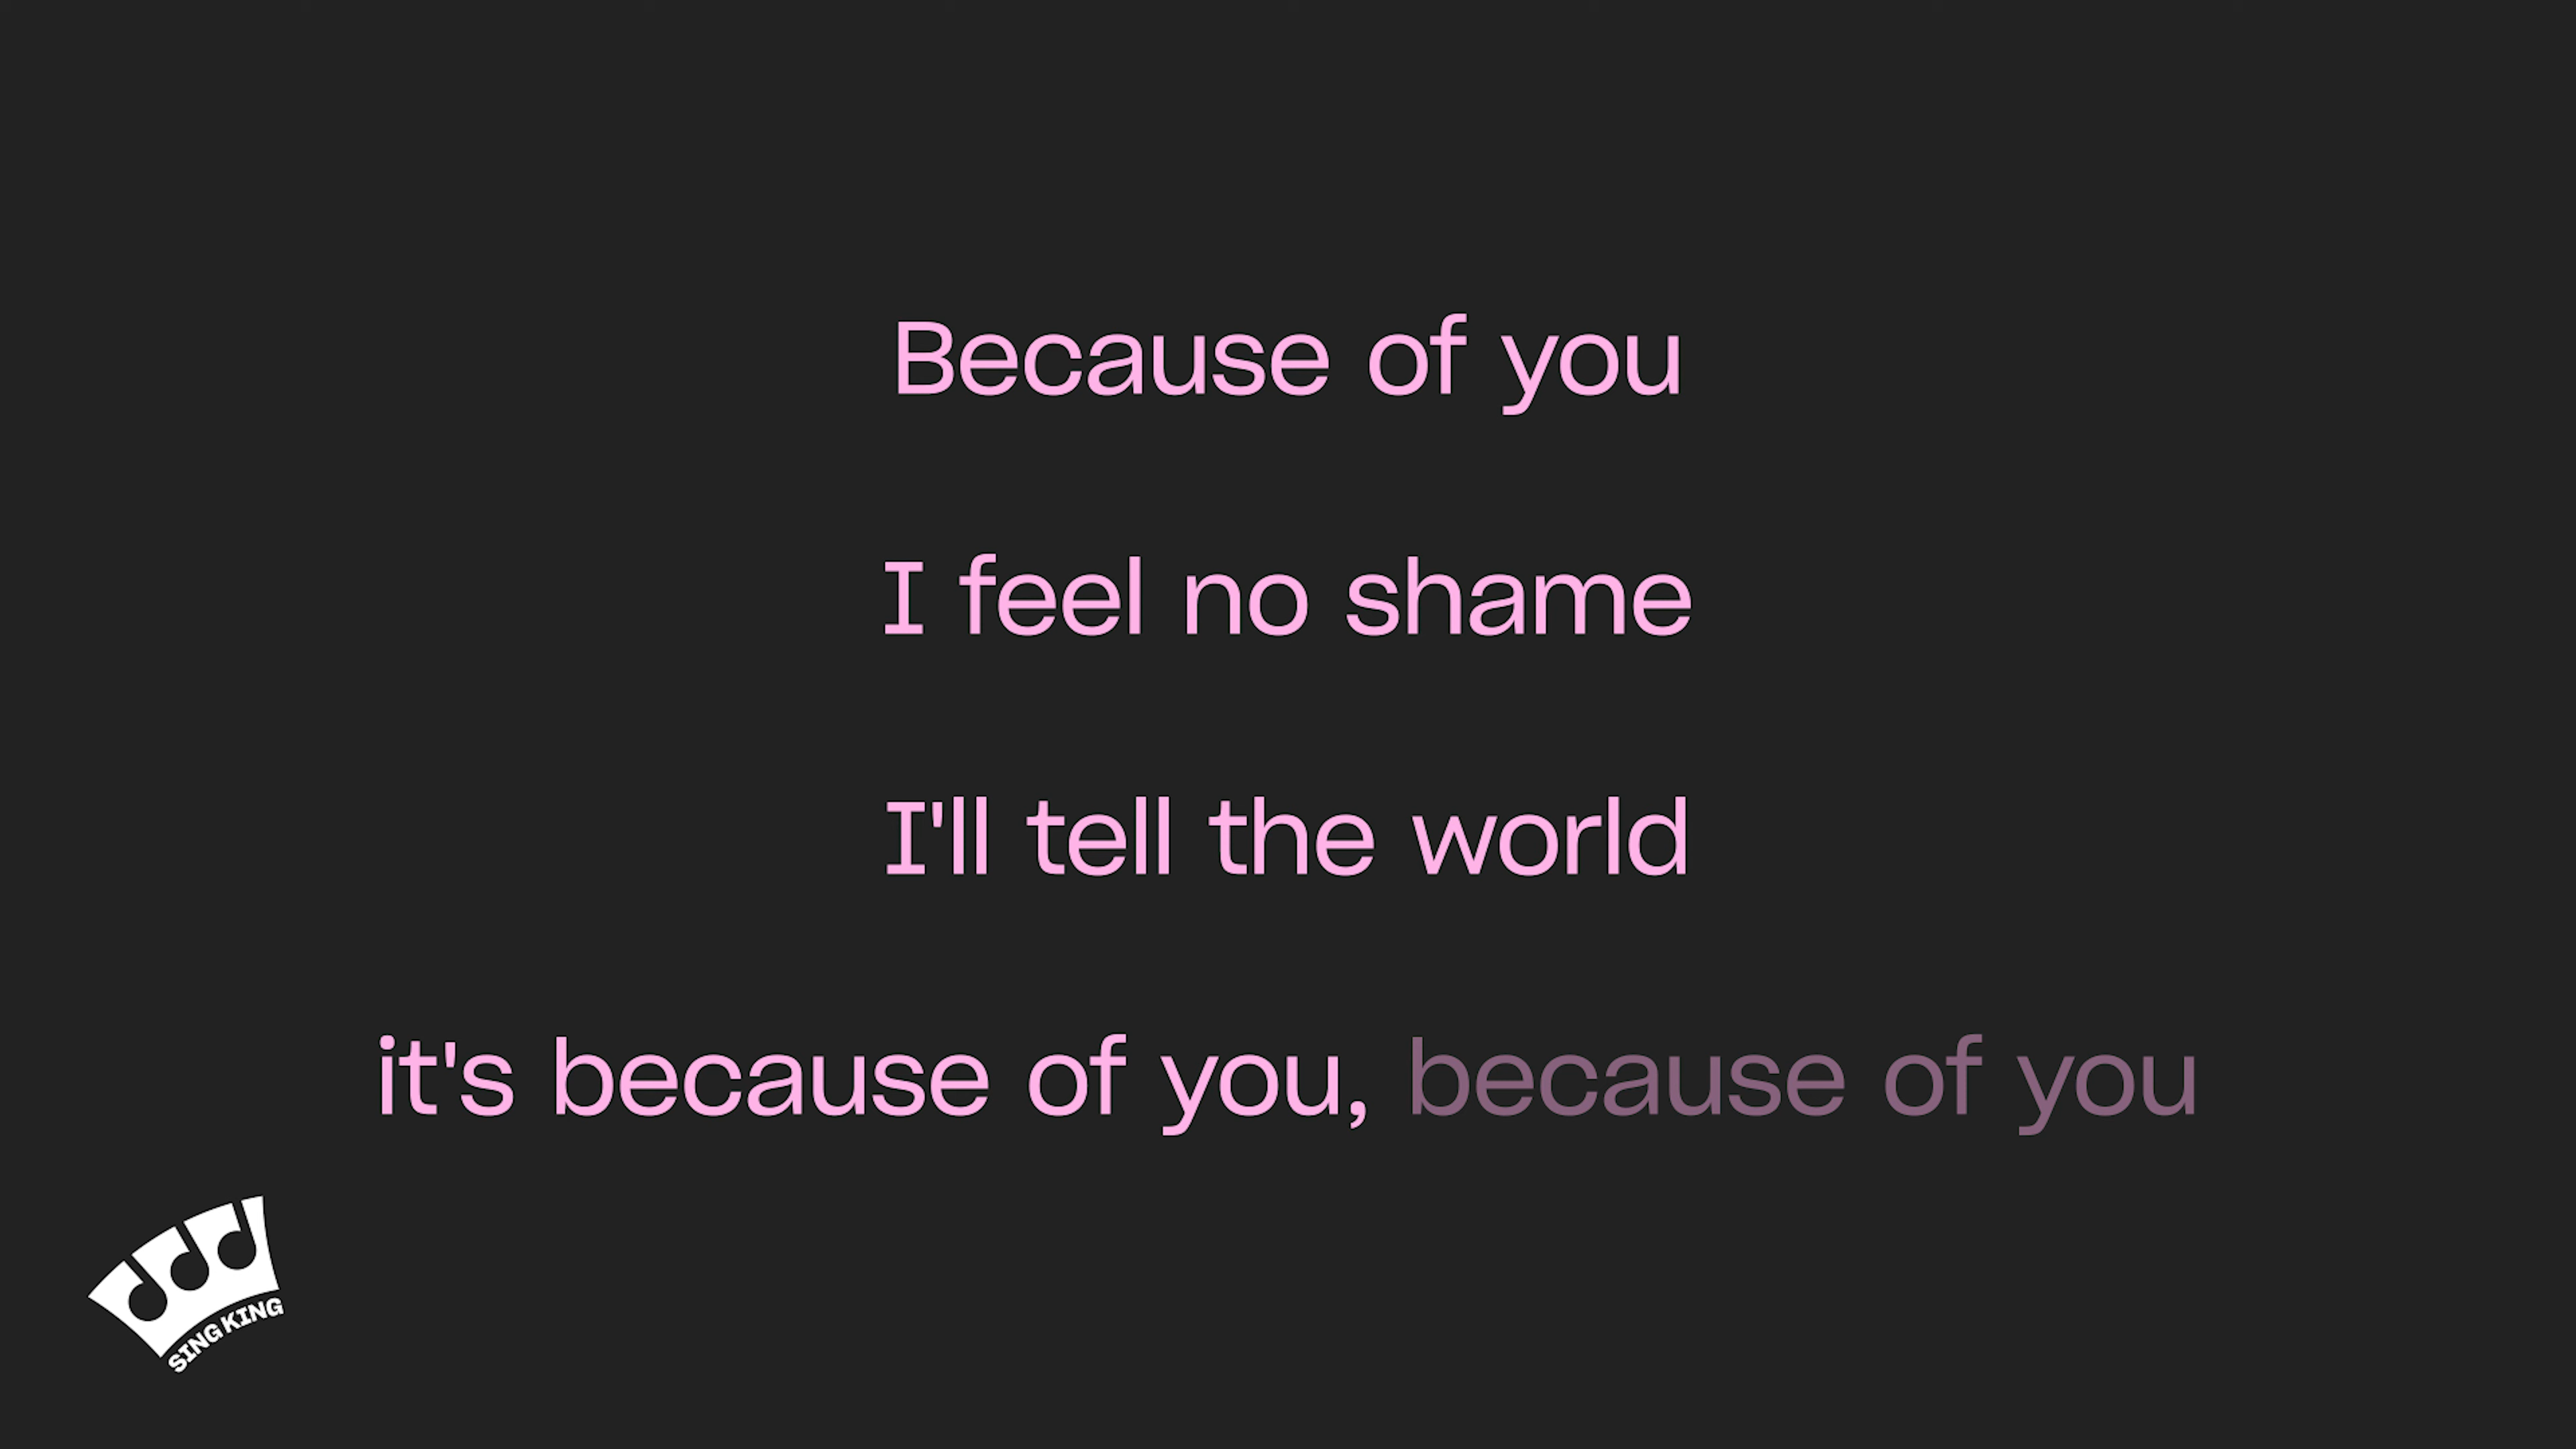 Because of you
I feel no shame
I'll tell the world
it's because of you, because of you
SING KING